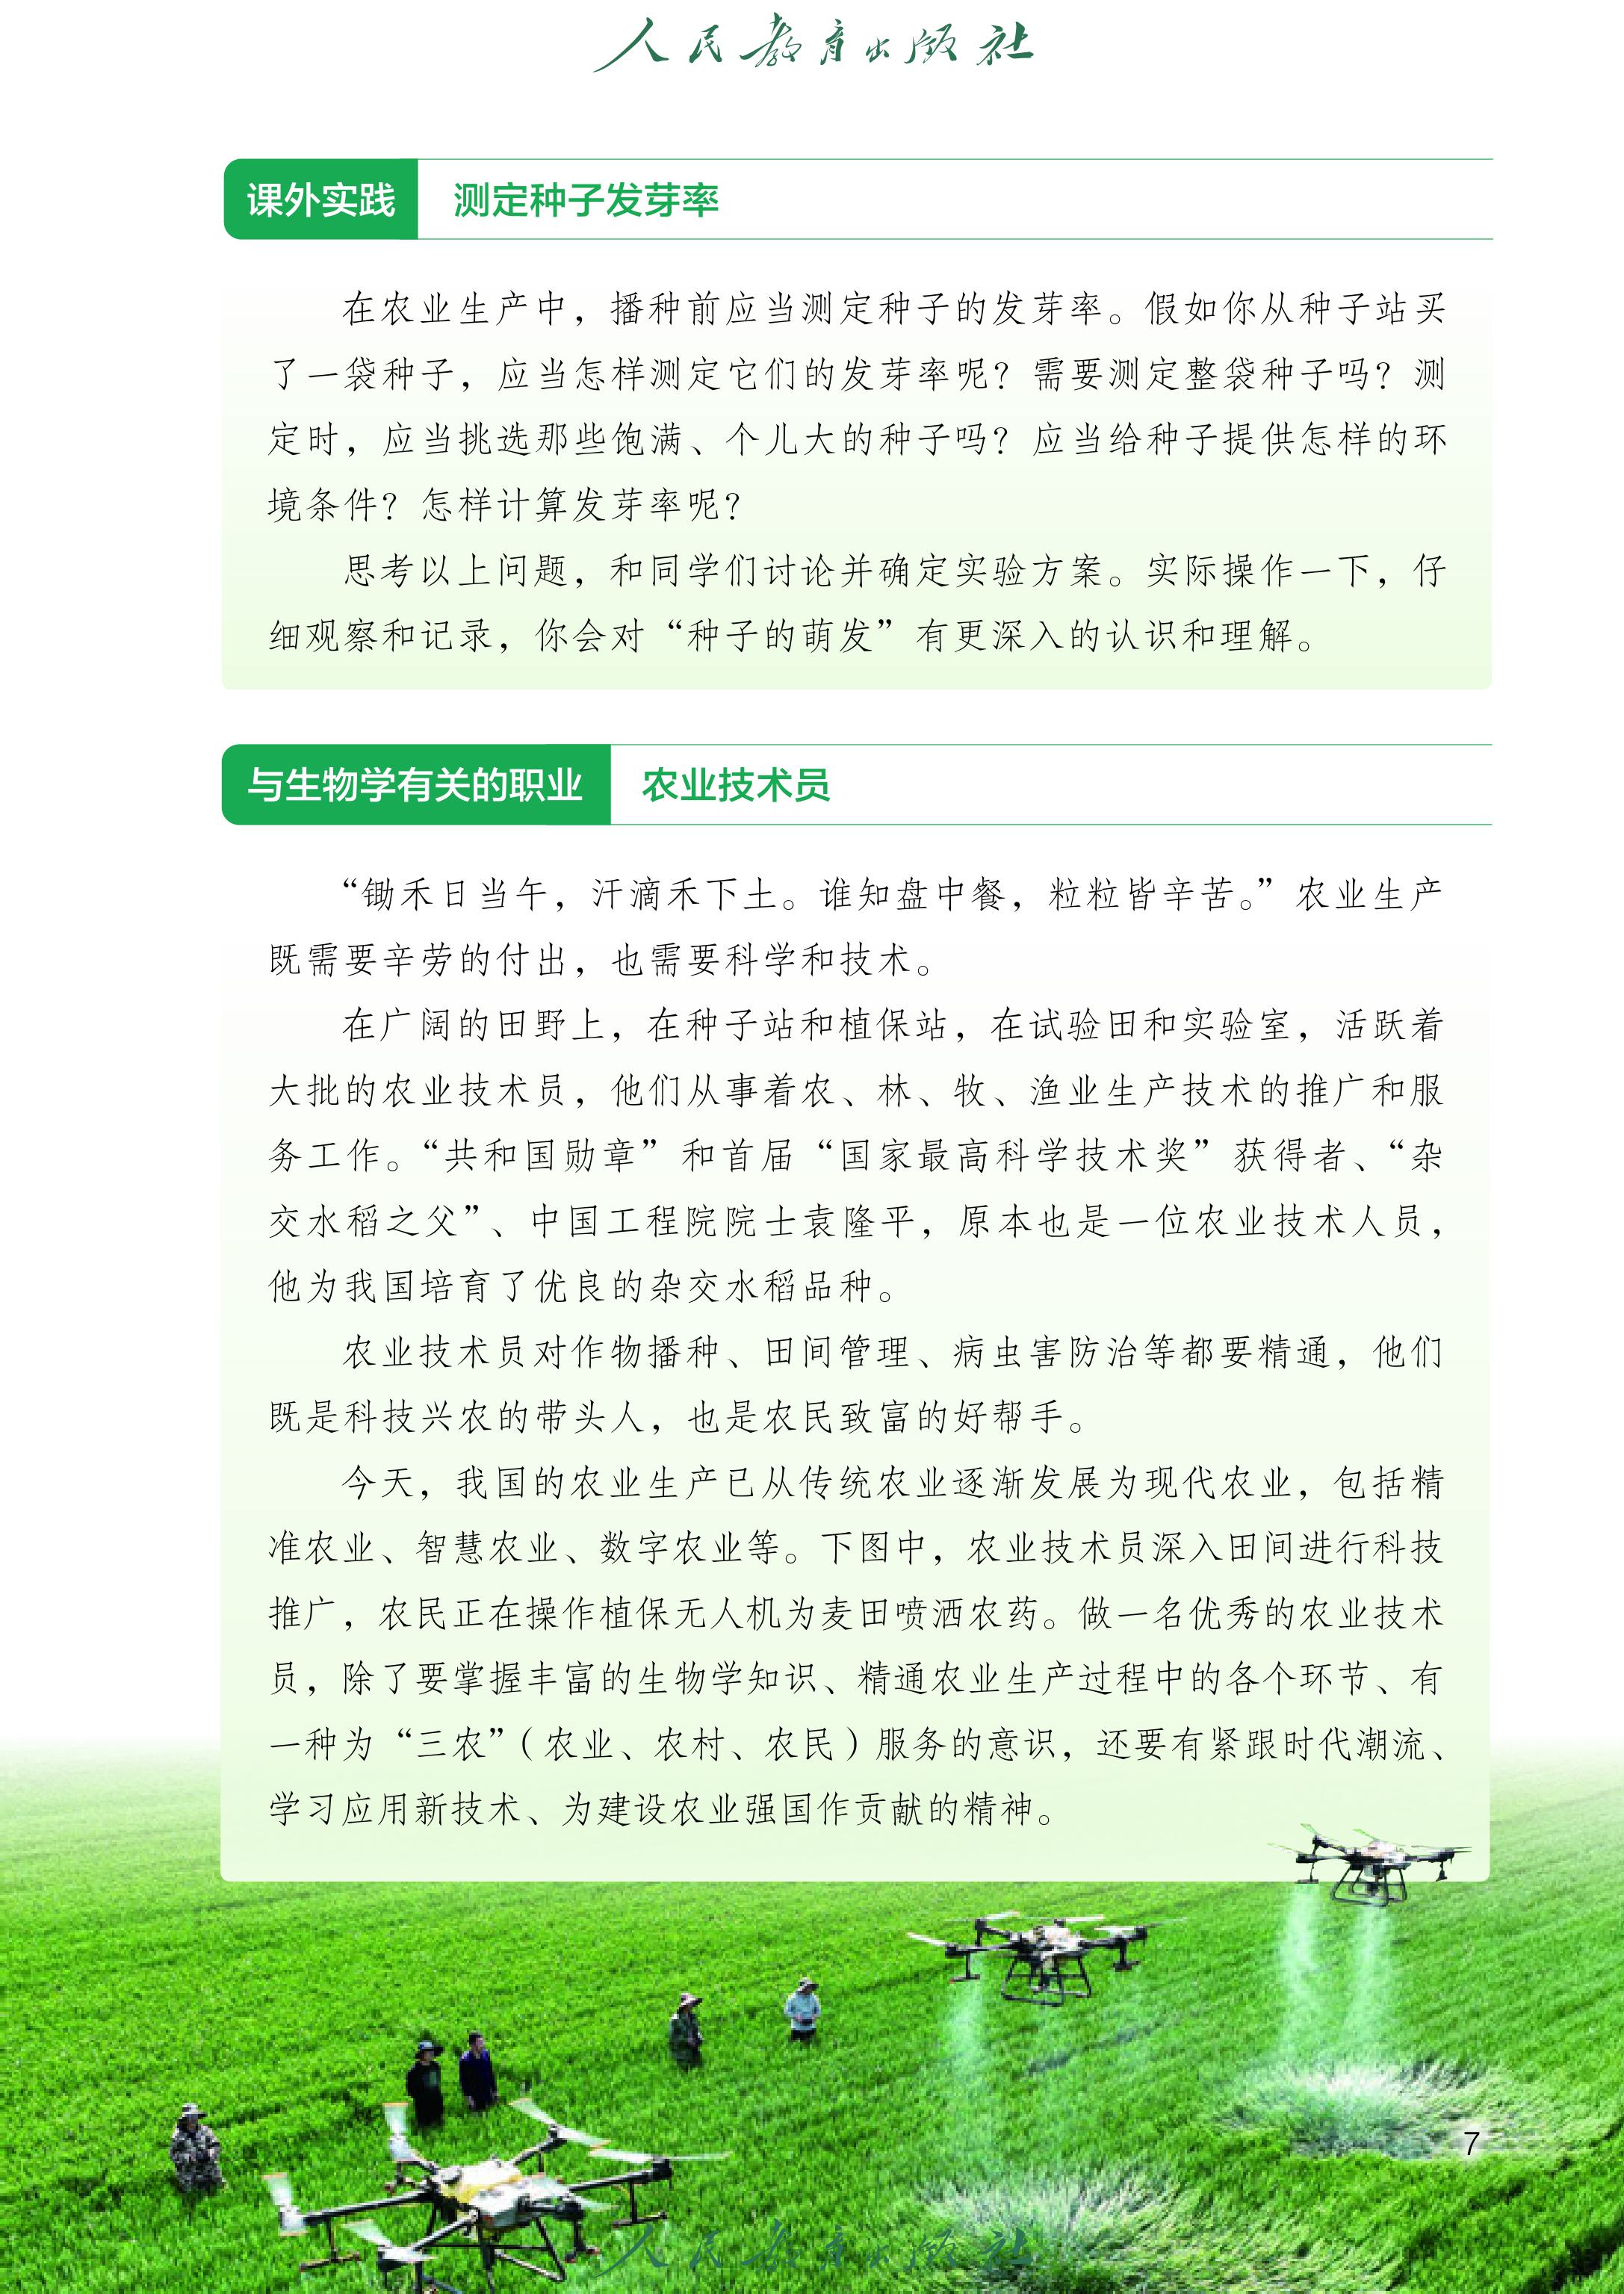 人民教育出版社
课外实践 测定种子发芽率
在农业生产中，播种前应当测定种子的发芽率。假如你从种子站买
了一袋种子，应当怎样测定它们的发芽率呢？需要测定整袋种子吗？测
定时，应当挑选那些饱满、个儿大的种子吗？应当给种子提供怎样的环
境条件？怎样计算发芽率呢？
思考以上问题，和同学们讨论并确定实验方案。实际操作一下，仔
细观察和记录，你会对“种子的萌发”有更深入的认识和理解。
与生物学有关的职业 农业技术员
“锄禾日当午，汗滴禾下土。谁知盘中餐，粒粒皆辛苦。”农业生产
既需要辛劳的付出，也需要科学和技术。
在广阔的田野上，在种子站和植保站，在试验田和实验室，活跃着
大批的农业技术员，他们从事着农、林、牧、渔业生产技术的推广和服
务工作。“共和国勋章”和首届“国家最高科学技术奖”获得者、“杂
交水稻之父”、中国工程院院士袁隆平，原本也是一位农业技术人员，
他为我国培育了优良的杂交水稻品种。
农业技术员对作物播种、田间管理、病虫害防治等都要精通，他们
既是科技兴农的带头人，也是农民致富的好帮手。
今天，我国的农业生产已从传统农业逐渐发展为现代农业，包括精
准农业、智慧农业、数字农业等。下图中，农业技术员深入田间进行科技
推广，农民正在操作植保无人机为麦田喷洒农药。做一名优秀的农业技术
员，除了要掌握丰富的生物学知识、精通农业生产过程中的各个环节、有
一种为“三农”（农业、农村、农民）服务的意识，还要有紧跟时代潮流、
学习应用新技术、为建设农业强国作贡献的精神。
7
人民教育出版社